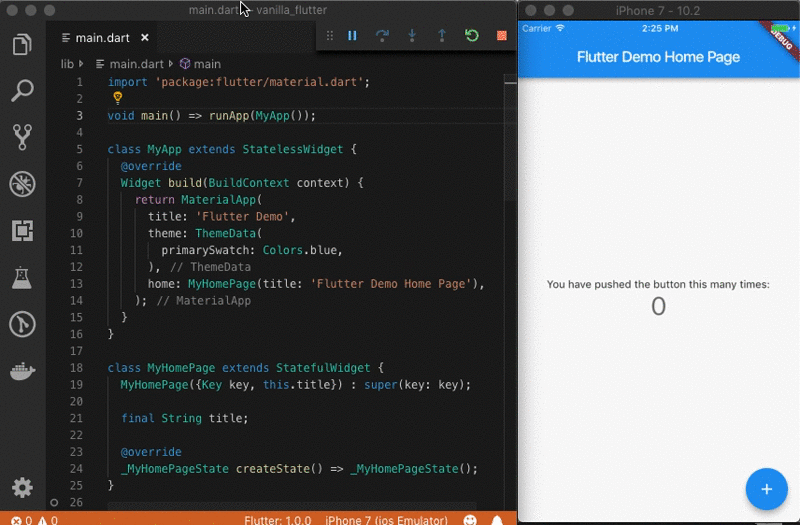 main.dart — vanilla_flutter
main.dart
lib main.dart main
1 import 'package:flutter/material.dart';
2
3 void main() => runApp(MyApp());
4
5 class MyApp extends StatelessWidget {
6 @override
7 Widget build(BuildContext context) {
8 return MaterialApp(
9 title: 'Flutter Demo',
10 theme: ThemeData(
11 primarySwatch: Colors.blue,
12 ), // ThemeData
13 home: MyHomePage(title: 'Flutter Demo Home Page'),
14 ); // MaterialApp
15 }
16 }
17
18 class MyHomePage extends StatefulWidget {
19 MyHomePage({Key key, this.title}) : super(key: key);
20
21 final String title;
22
23 @override
24 _MyHomePageState createState() => _MyHomePageState();
25 }
26
0 0 Flutter: 1.0.0 iPhone 7 (ios Emulator)
iPhone 7 - 10.2
Carrier 2:25 PM
DEBUG
Flutter Demo Home Page
You have pushed the button this many times:
0
+